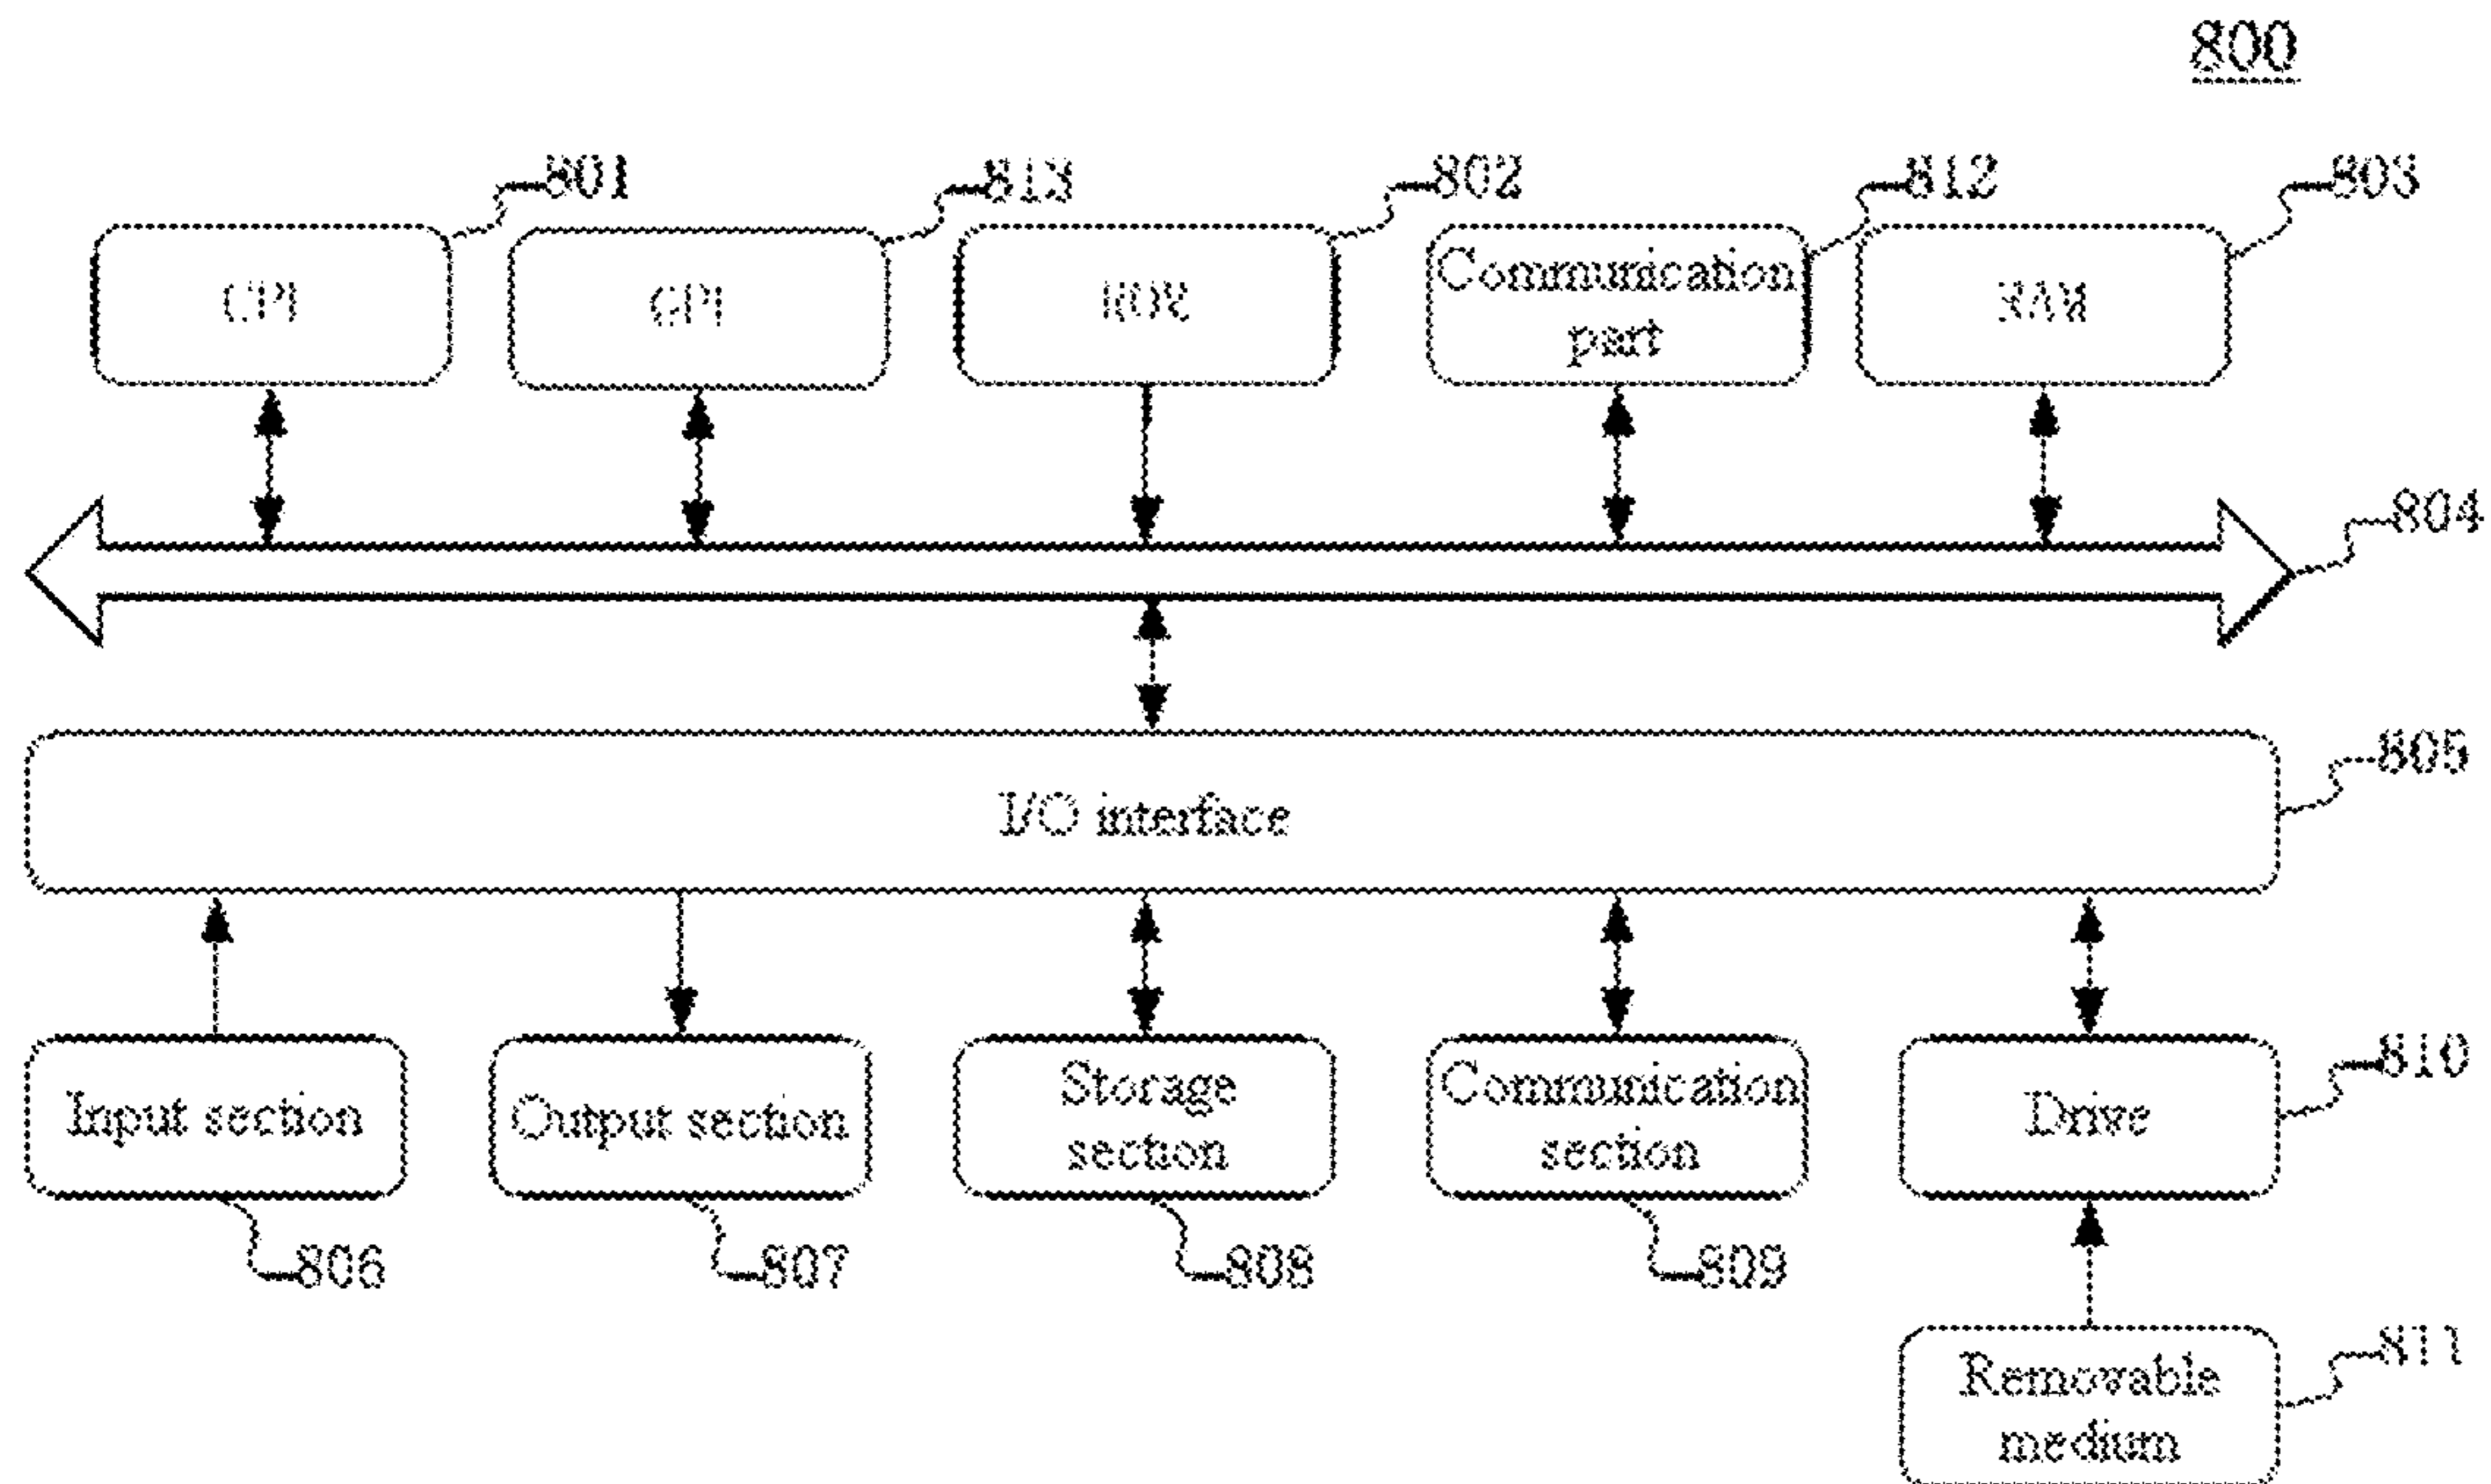 800
801
813
802
812
803
CPU
GPU
ROM
Communication
part
RAM
804
805
I/O interface
Input section
Output section
Storage
section
Communication
section
Drive
810
806
807
808
809
811
Removable
medium